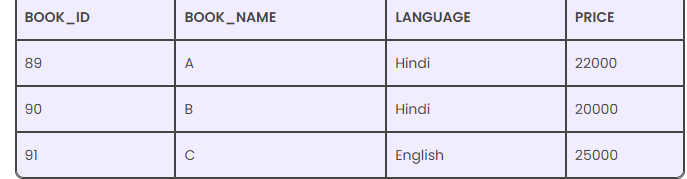 BOOK_ID BOOK_NAME LANGUAGE PRICE
89 A Hindi 22000
90 B Hindi 20000
91 C English 25000